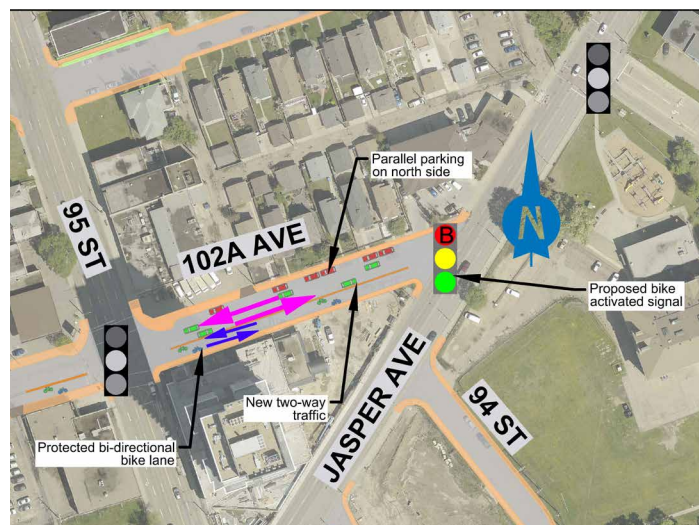 Parallel parking
on north side
95 ST
102A AVE
N
B
Proposed bike
activated signal
New two-way
traffic
JASPER AVE
94 ST
Protected bi-directional
bike lane